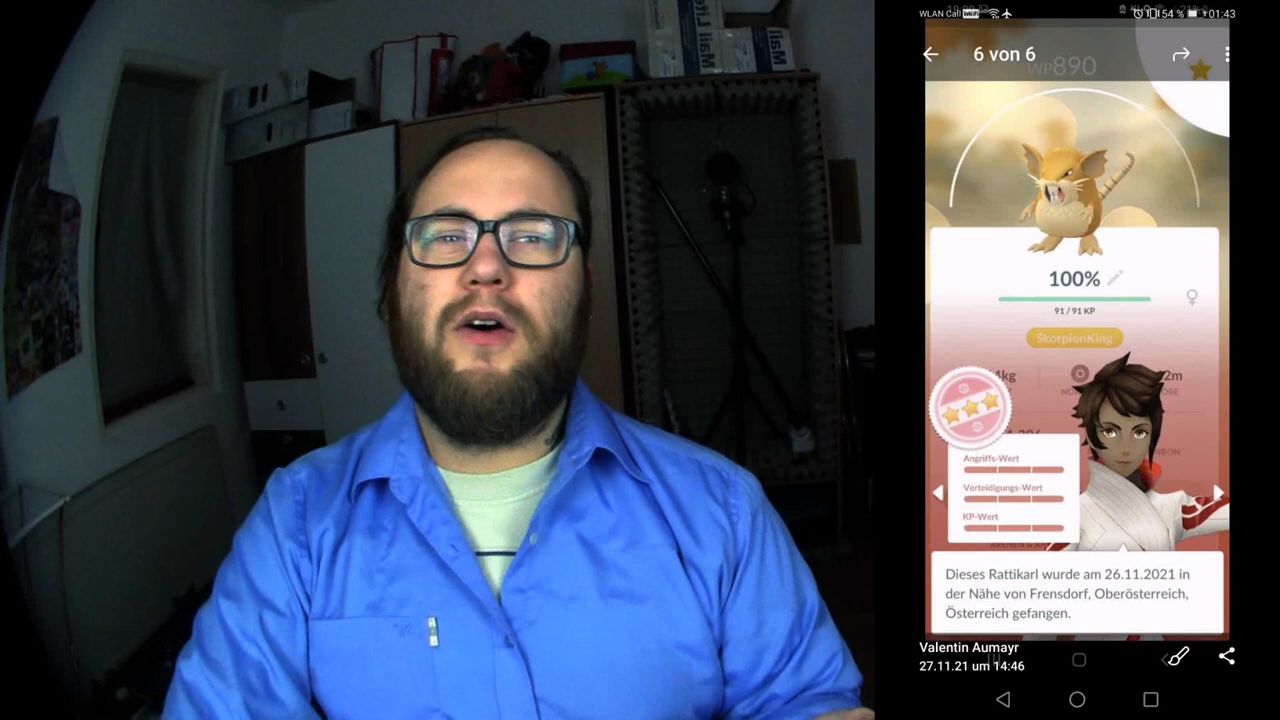 WLAN Call
54 %
01:43
6 von 6
WP890
100%
91 / 91 KP
SkorpionKing
Angriffs-Wert
Verteidigungs-Wert
KP-Wert
Dieses Rattikarl wurde am 26.11.2021 in
der Nähe von Frensdorf, Oberösterreich,
Österreich gefangen.
Valentin Aumayr
27.11.21 um 14:46
Mail